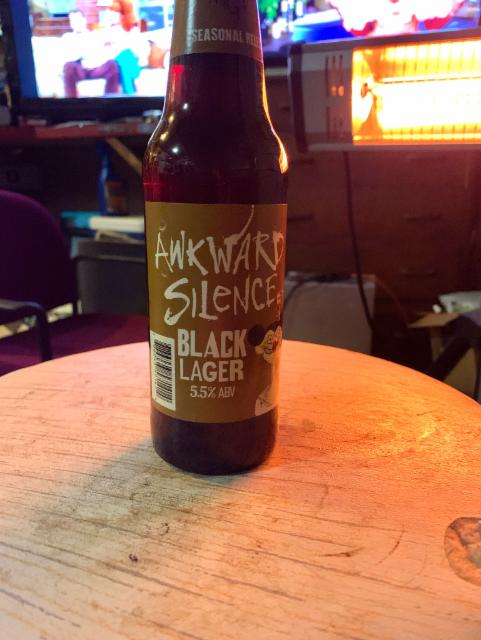 SEASONAL
AWKWARD
SILENCE
BLACK
LAGER
5.5% ABV